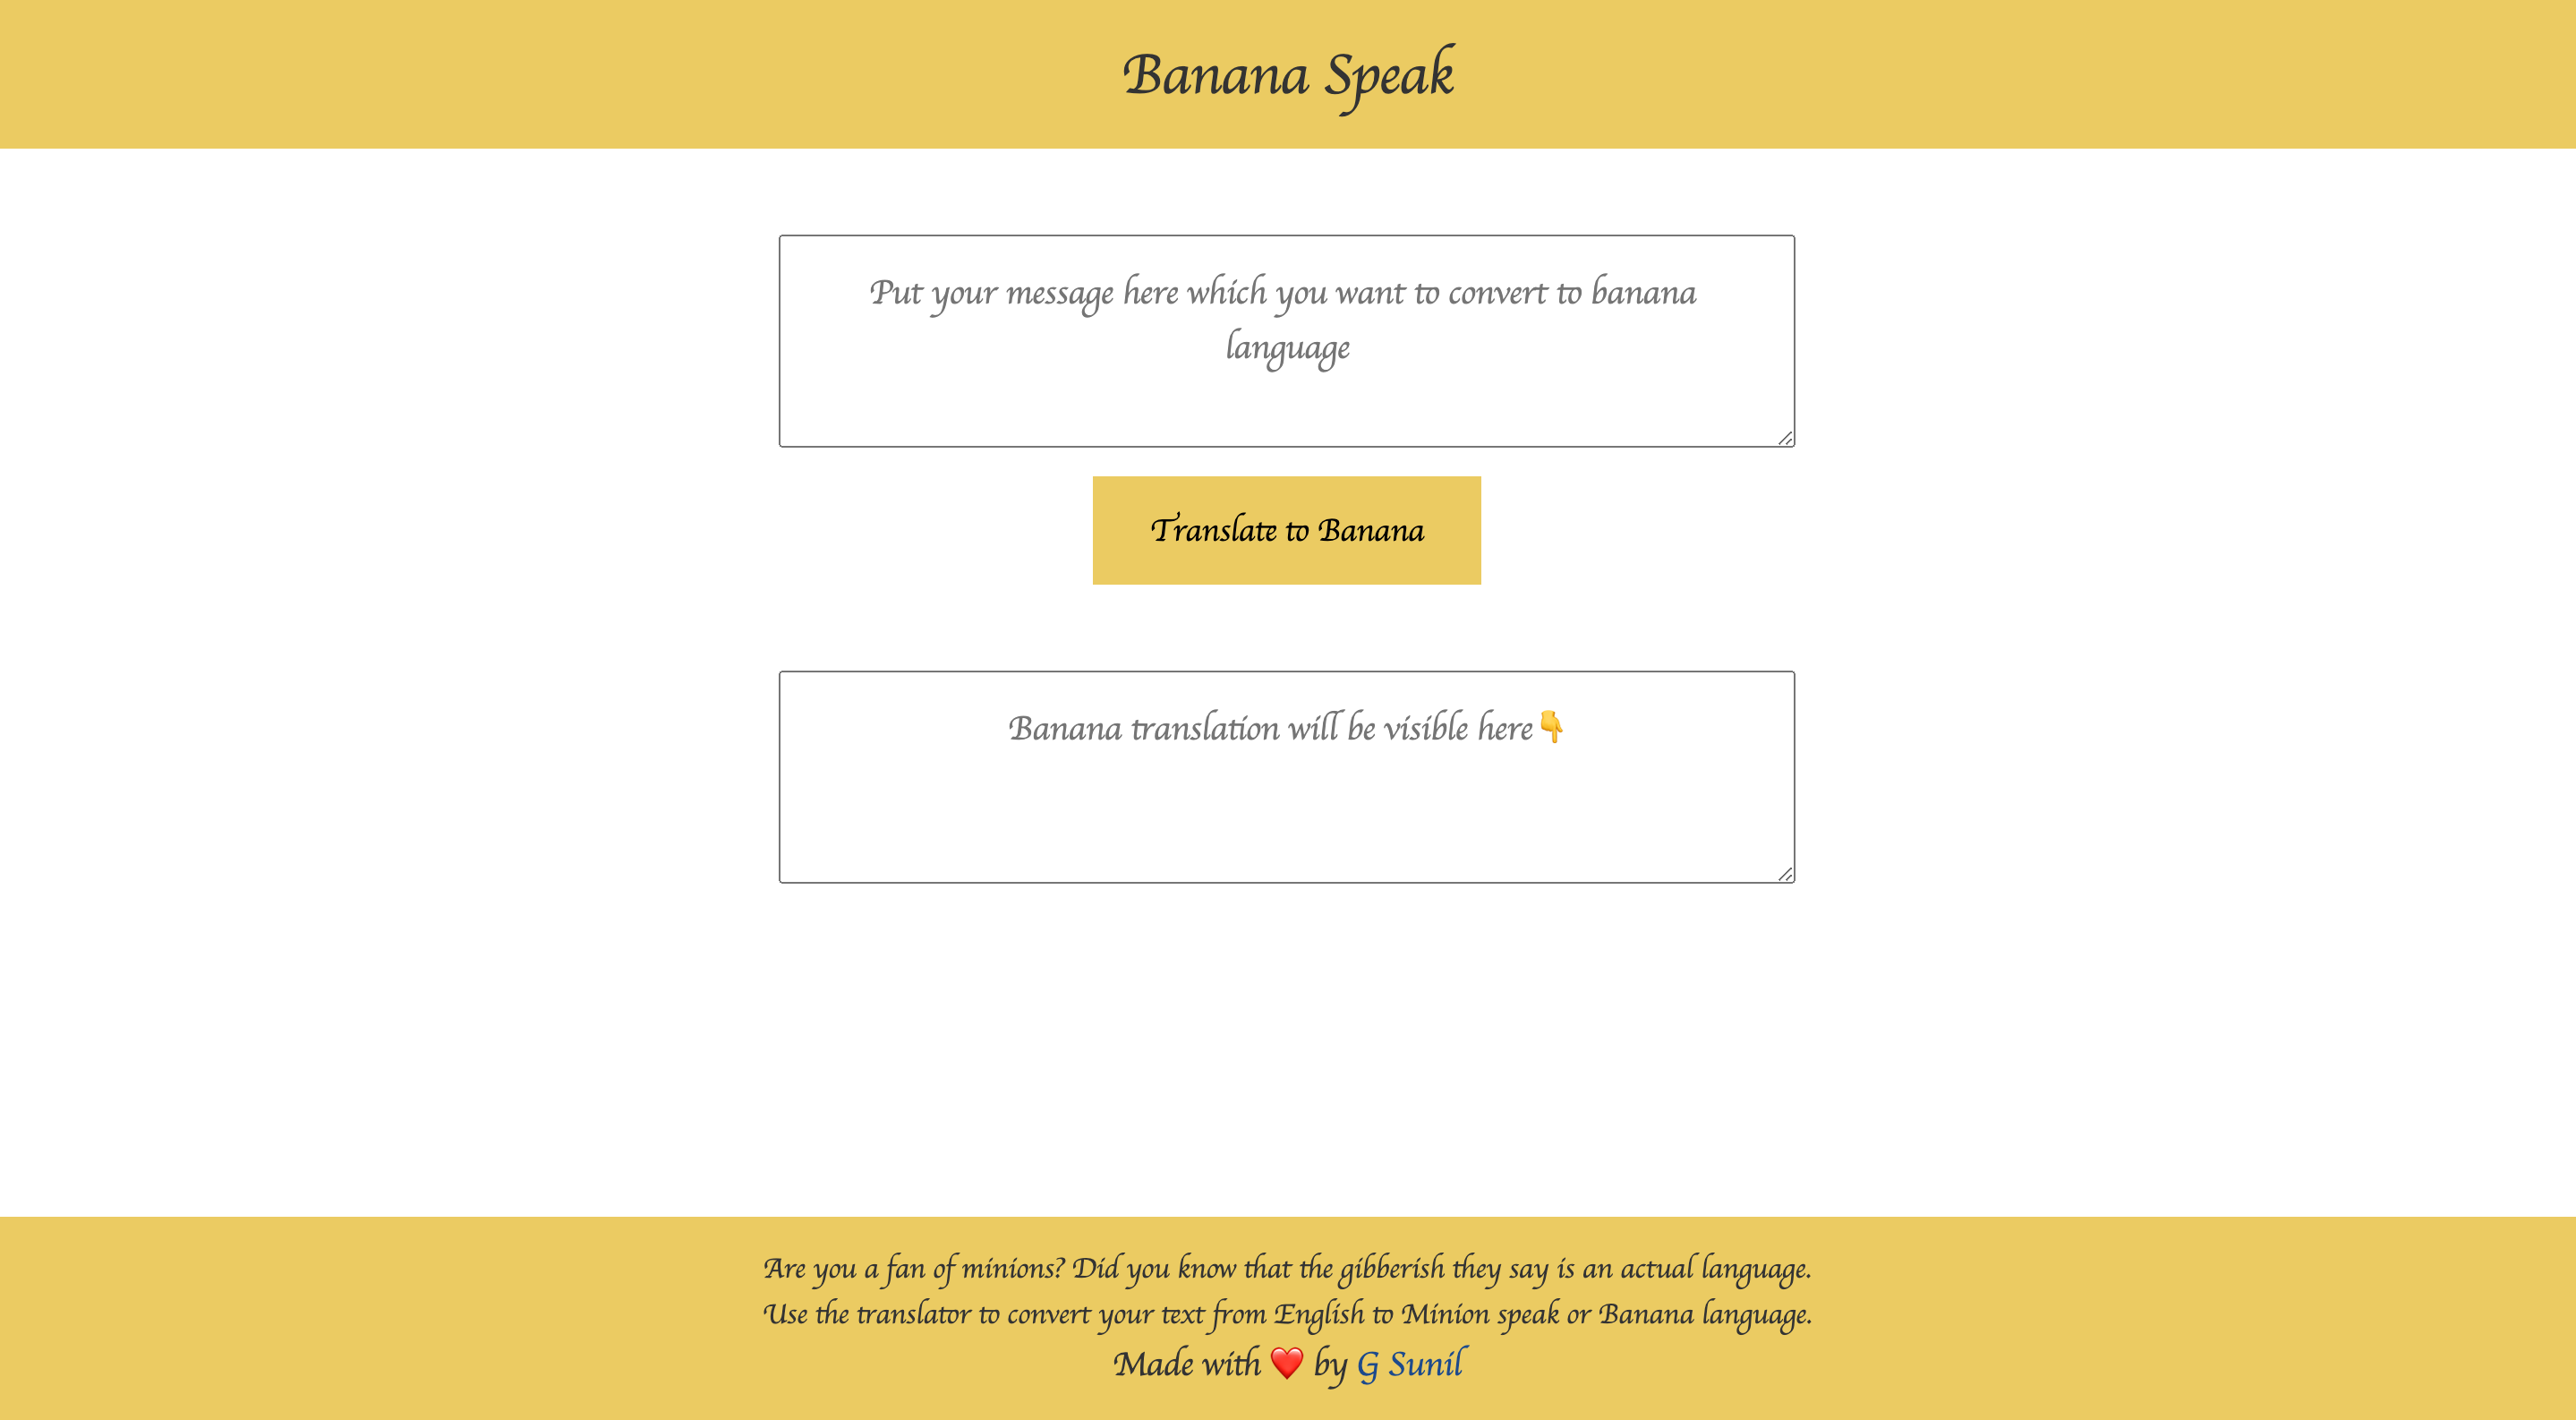 Banana Speak
Put your message here which you want to convert to banana
language
Translate to Banana
Banana translation will be visible here👇
Are you a fan of minions? Did you know that the gibberish they say is an actual language.
Use the translator to convert your text from English to Minion speak or Banana language.
Made with ❤️ by G Sunil